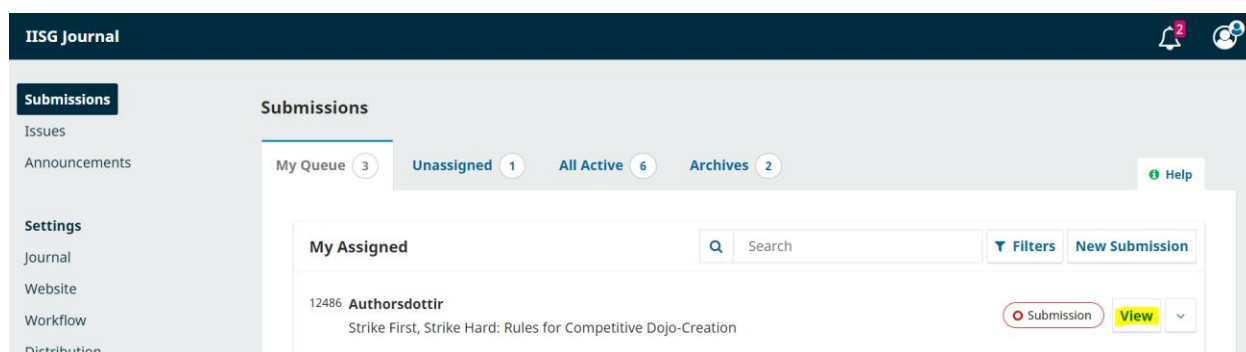 IISG Journal
2
Submissions
Issues
Announcements
Settings
Journal
Website
Workflow
Distribution
Submissions
My Queue 3 Unassigned 1 All Active 6 Archives 2
Help
My Assigned Search Filters New Submission
12486 Authorsdottir Submission View
Strike First, Strike Hard: Rules for Competitive Dojo-Creation